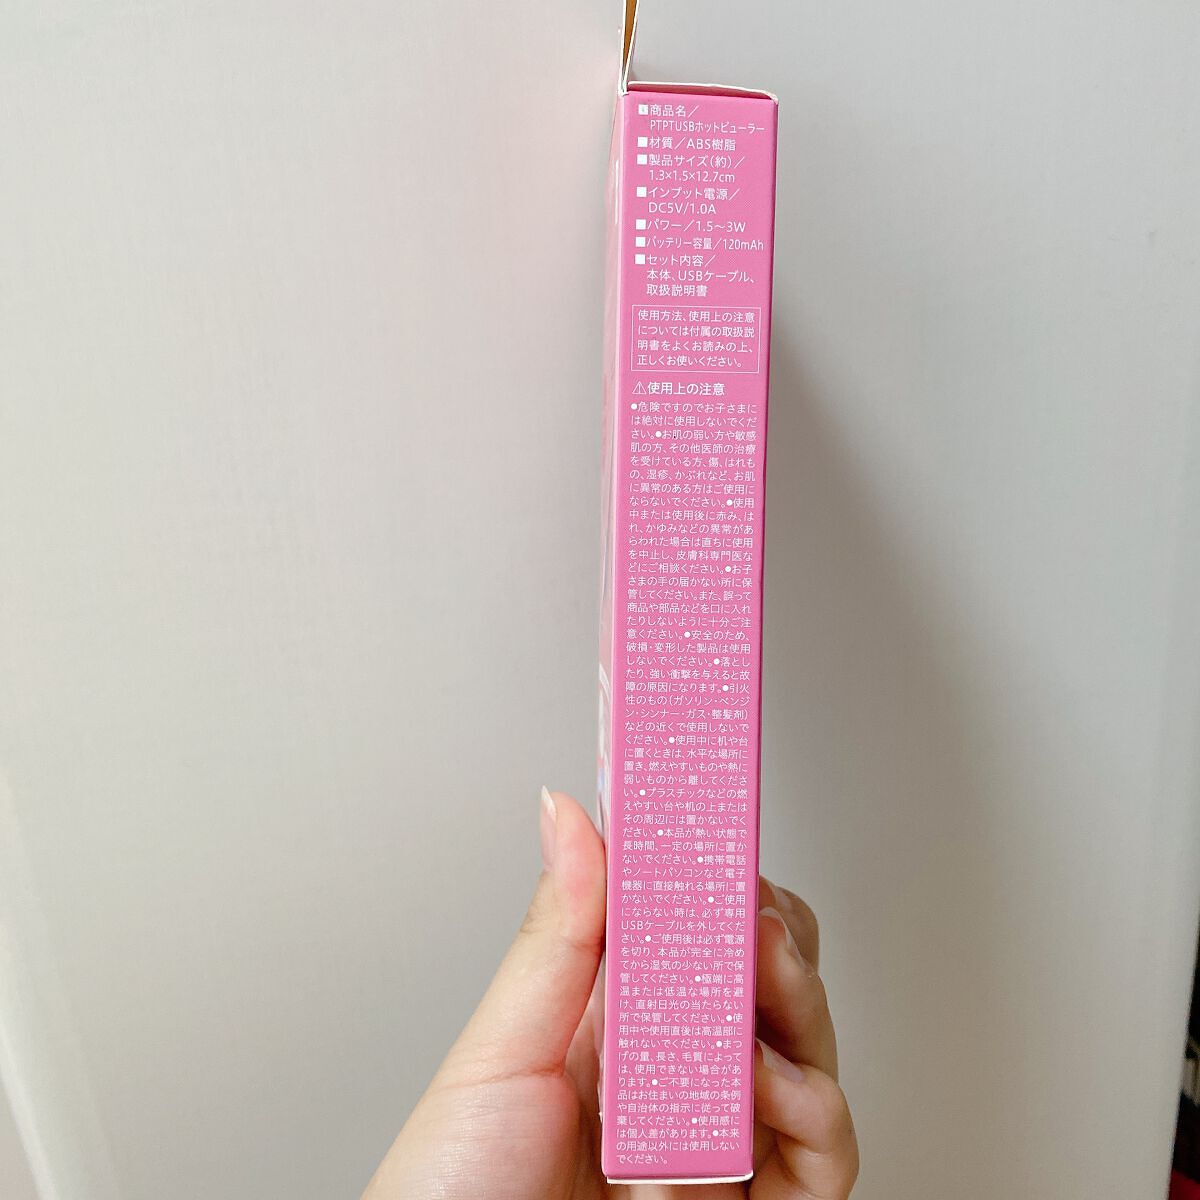 ■商品名／
PTPTUSBホットビューラー
■材質／ABS樹脂
■製品サイズ(約)／
1.3×1.5×12.7cm
■インプット電源／
DC5V/1.0A
■パワー／1.5～3W
■バッテリー容量／120mAh
■セット内容／
本体、USBケーブル、
取扱説明書
使用方法、使用上の注意
については付属の取扱説
明書をよくお読みの上、
正しくお使いください。
⚠使用上の注意
●危険ですのでお子さまに
は絶対に使用しないでくだ
さい。●お肌の弱い方や敏感
肌の方、その他医師の治療
を受けている方、傷、はれも
の、湿疹、かぶれなど、お肌
に異常のある方はご使用に
ならないでください。●使用
中または使用後に赤み、は
れ、かゆみなどの異常があ
らわれた場合は直ちに使用
を中止し、皮膚科専門医な
どにご相談ください。●お子
さまの手の届かない所に保
管してください。また、誤って
商品や部品などを口に入れ
たりしないように十分ご注
意ください。●安全のため、
破損・変形した製品は使用
しないでください。●落とし
たり、強い衝撃を与えると故
障の原因になります。●引火
性のもの(ガソリン・ベンジ
ン・シンナー・ガス・整髪剤)
などの近くで使用しないで
ください。●使用中に机や台
に置くときは、水平な場所に
置き、燃えやすいものや熱に
弱いものから離してくださ
い。●プラスチックなどの燃
えやすい台や机の上または
その周辺には置かないでく
ださい。●本品が熱い状態で
長時間、一定の場所に置か
ないでください。●携帯電話
やノートパソコンなど電子
機器に直接触れる場所に置
かないでください。●ご使用
にならない時は、必ず専用
USBケーブルを外してくだ
さい。●ご使用後は必ず電源
を切り、本品が完全に冷め
てから湿気の少ない所で保
管してください。●極端に高
温または低温な場所を避
け、直射日光の当たらない
所で保管してください。●使
用中や使用直後は高温部に
触れないでください。●まつ
げの量、長さ、毛質によって
は、使用できない場合があ
ります。●ご不要になった本
品はお住まいの地域の条例
や自治体の指示に従って破
棄してください。●使用感に
は個人差があります。●本来
の用途以外には使用しない
でください。